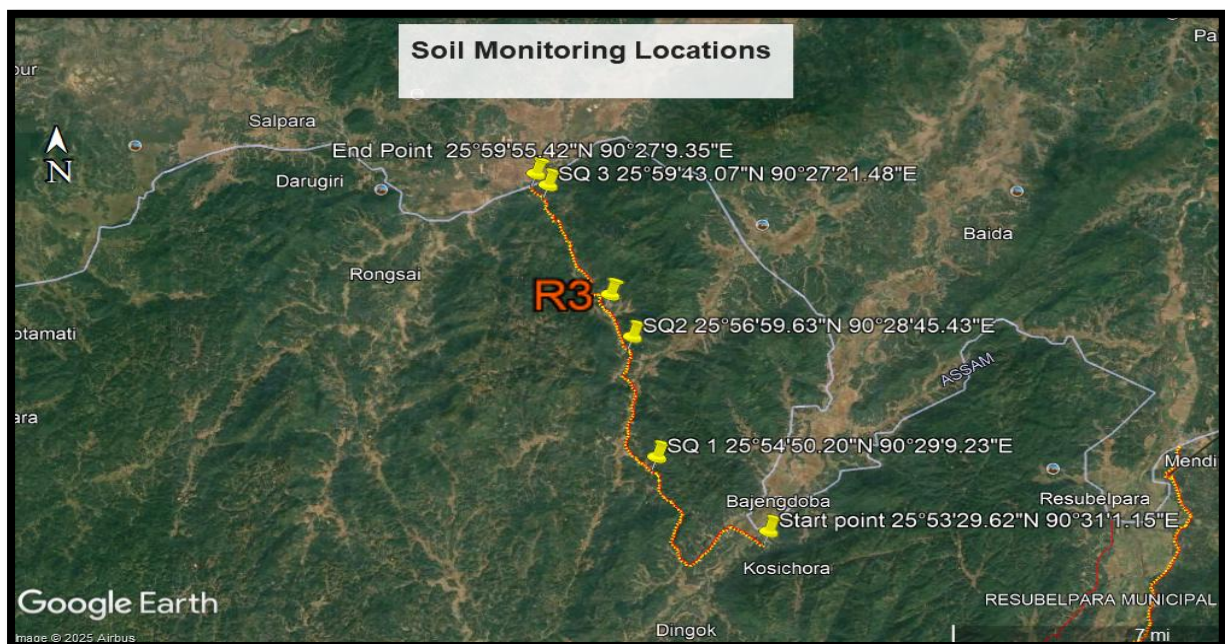 Soil Monitoring Locations
Pa
pur
Salpara
N
End Point 25°59'55.42"N 90°27'9.35"E
Darugiri
SQ 3 25°59'43.07"N 90°27'21.48"E
Baida
Rongsai
R3
SQ2 25°56'59.63"N 90°28'45.43"E
otamati
ASSAM
ara
SQ 1 25°54'50.20"N 90°29'9.23"E
Mendi
Bajengdoba
Resubelpara
Start point 25°53'29.62"N 90°31'1.15"E
Kosichora
Google Earth
RESUBELPARA MUNICIPAL
Dingok
7 mi
Image © 2025 Airbus